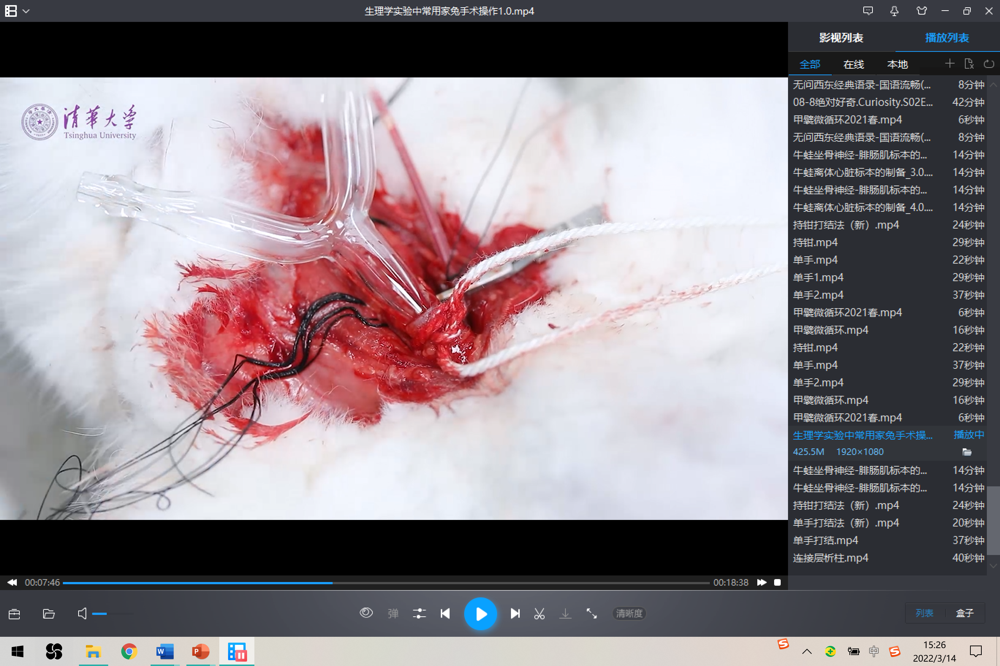 生理学实验中常用家兔手术操作1.0.mp4
清華大学
Tsinghua University
影视列表 播放列表
全部 在线 本地
无问西东经典语录-国语流畅(... 8分钟
08-8绝对好奇.Curiosity.S02E... 42分钟
甲襞微循环2021春.mp4 6秒钟
无问西东经典语录-国语流畅(... 8分钟
牛蛙坐骨神经-腓肠肌标本的... 14分钟
牛蛙离体心脏标本的制备_3.0.... 14分钟
牛蛙坐骨神经-腓肠肌标本的... 14分钟
牛蛙离体心脏标本的制备_4.0.... 14分钟
持钳打结法（新）.mp4 24秒钟
持钳.mp4 29秒钟
单手.mp4 22秒钟
单手1.mp4 29秒钟
单手2.mp4 37秒钟
甲襞微循环2021春.mp4 6秒钟
甲襞微循环.mp4 16秒钟
持钳.mp4 22秒钟
单手.mp4 37秒钟
单手2.mp4 29秒钟
甲襞微循环.mp4 16秒钟
甲襞微循环2021春.mp4 6秒钟
生理学实验中常用家兔手术操... 播放中
425.5M 1920×1080
牛蛙坐骨神经-腓肠肌标本的... 14分钟
牛蛙坐骨神经-腓肠肌标本的... 14分钟
持钳打结法（新）.mp4 24秒钟
单手打结法（新）.mp4 20秒钟
单手打结.mp4 37秒钟
连接层析柱.mp4 40秒钟
00:07:46 00:18:38
弹 清晰度 列表 盒子
W P S 中 S 15:26
2022/3/14